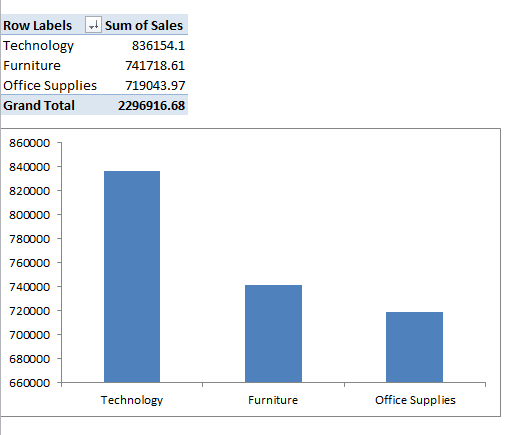 Row Labels Sum of Sales
Technology 836154.1
Furniture 741718.61
Office Supplies 719043.97
Grand Total 2296916.68
860000
840000
820000
800000
780000
760000
740000
720000
700000
680000
660000
Technology Furniture Office Supplies